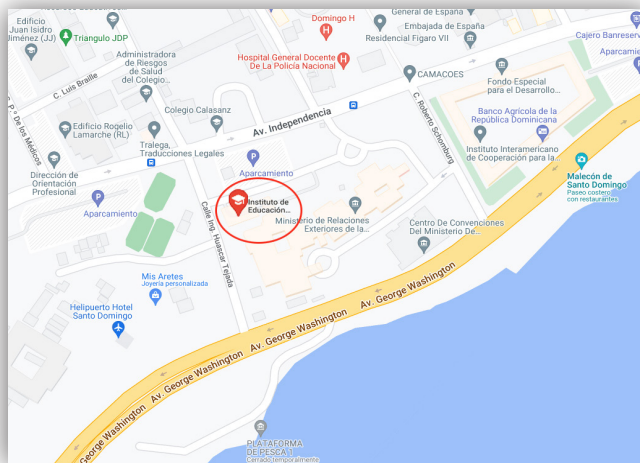 Edificio
Juan Isidro
Jiménez (JJ)
Triangulo JDP
Domingo H
General de España
Embajada de España
Residencial Figaro VII
Cajero Banreserv
Aparcamie
Administradora
de Riesgos
de Salud
del Colegio...
Hospital General Docente
De La Policía Nacional
CAMACOES
C. Luis Braille
Fondo Especial
para el Desarrollo...
Colegio Calasanz
Av. Independencia
C. Roberto Schomburg
Banco Agrícola de la
República Dominicana
P.º De los Médicos
Edificio Rogelio
Lamarche (RL)
Tralega,
Traducciones Legales
Aparcamiento
Instituto Interamericano
de Cooperación para la...
Dirección de
Orientación
Profesional
Malecón de
Santo Domingo
Paseo costero
con restaurantes
Aparcamiento
Instituto de
Educación...
Ministerio de Relaciones
Exteriores de la...
Calle Ing. Huascar Tejada
Centro De Convenciones
Del Ministerio De...
Mis Aretes
Joyería personalizada
Av. George Washington
Av. George Washington
Helipuerto Hotel
Santo Domingo
Av. George Washington
Av. George Washington
George Washington
PLATAFORMA
DE PESCA 1
Cerrado temporalmente